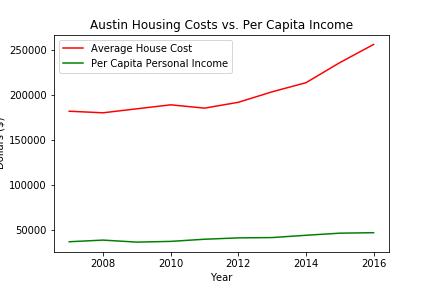 Austin Housing Costs vs. Per Capita Income
Average House Cost
Per Capita Personal Income
250000
200000
150000
100000
50000
Dollars ($)
2008 2010 2012 2014 2016
Year